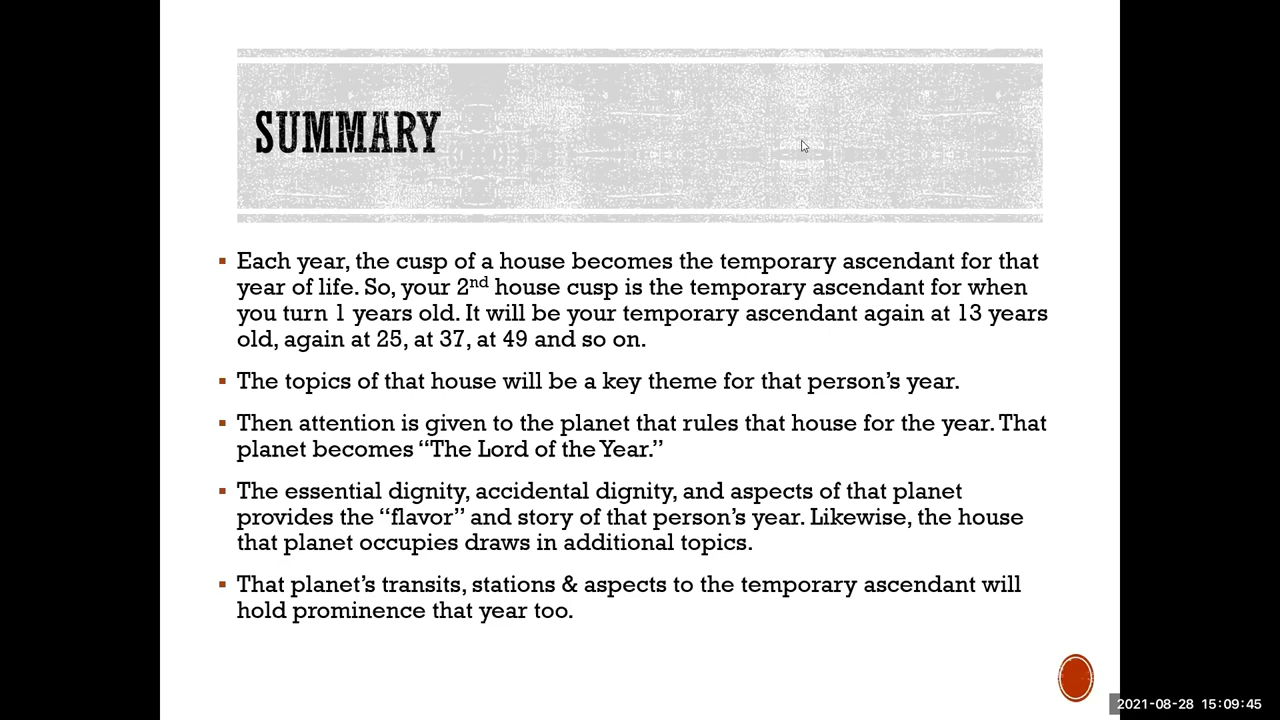 SUMMARY
▪ Each year, the cusp of a house becomes the temporary ascendant for that
year of life. So, your 2nd house cusp is the temporary ascendant for when
you turn 1 years old. It will be your temporary ascendant again at 13 years
old, again at 25, at 37, at 49 and so on.
▪ The topics of that house will be a key theme for that person’s year.
▪ Then attention is given to the planet that rules that house for the year. That
planet becomes “The Lord of the Year.”
▪ The essential dignity, accidental dignity, and aspects of that planet
provides the “flavor” and story of that person’s year. Likewise, the house
that planet occupies draws in additional topics.
▪ That planet’s transits, stations & aspects to the temporary ascendant will
hold prominence that year too.
2021-08-28 15:09:45